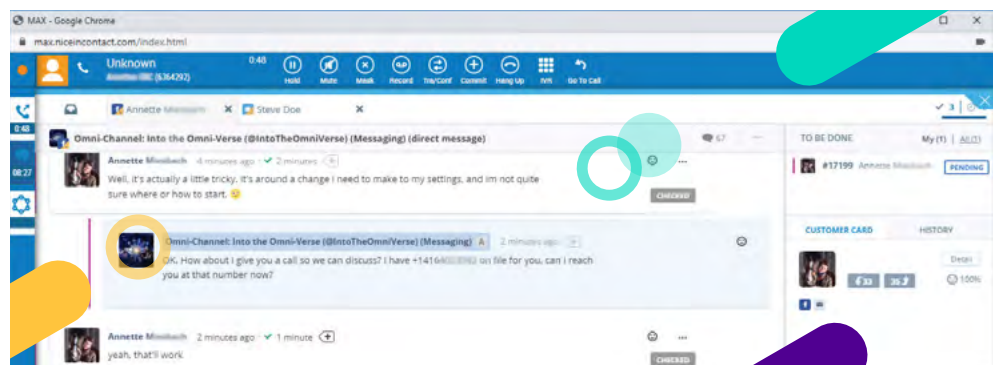 MAX - Google Chrome
max.niceincontact.com/index.html
Unknown
0:48
(6364292)
Hold
Mute
Mask
Record
Tra/Conf
Commit
Hang Up
IVR
Go To Call
Annette
Steve Doe
3
0:48
Omni-Channel: Into the Omni-Verse (@IntoTheOmniVerse) (Messaging) (direct message)
67
TO BE DONE
My (1) | All (1)
08:27
Annette 4 minutes ago 2 minutes
Well, it's actually a little tricky. It's around a change I need to make to my settings, and im not quite
sure where or how to start.
CHECKED
#17199 Annette
PENDING
Omni-Channel: Into the Omni-Verse (@IntoTheOmniVerse) (Messaging) A 2 minutes ago
OK. How about I give you a call so we can discuss? I have +1416 on file for you, can i reach
you at that number now?
CUSTOMER CARD
HISTORY
Detail
33
35
100%
Annette 2 minutes ago 1 minute
yeah, that'll work.
CHECKED